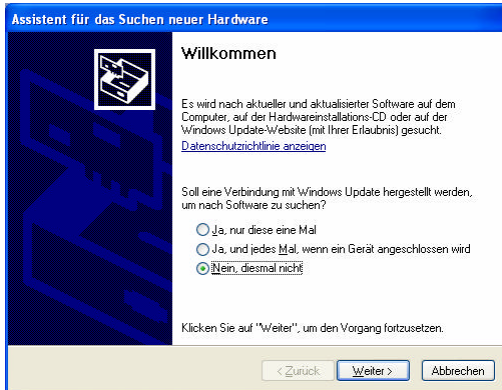 Assistent für das Suchen neuer Hardware
Willkommen
Es wird nach aktueller und aktualisierter Software auf dem
Computer, auf der Hardwareinstallations-CD oder auf der
Windows Update-Website (mit Ihrer Erlaubnis) gesucht.
Datenschutzrichtlinie anzeigen
Soll eine Verbindung mit Windows Update hergestellt werden,
um nach Software zu suchen?
Ja, nur diese eine Mal
Ja, und jedes Mal, wenn ein Gerät angeschlossen wird
Nein, diesmal nicht
Klicken Sie auf "Weiter", um den Vorgang fortzusetzen.
< Zurück Weiter > Abbrechen